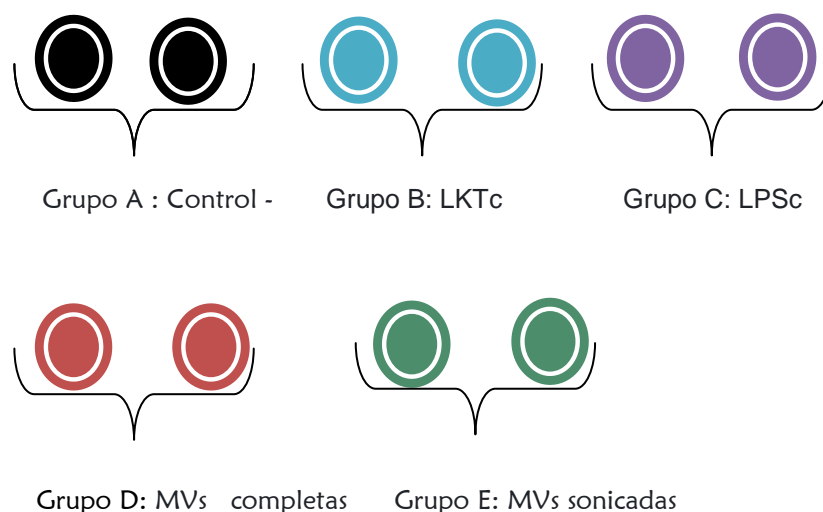 Grupo A : Control -
Grupo B: LKTc
Grupo C: LPSc
Grupo D: MVs completas
Grupo E: MVs sonicadas